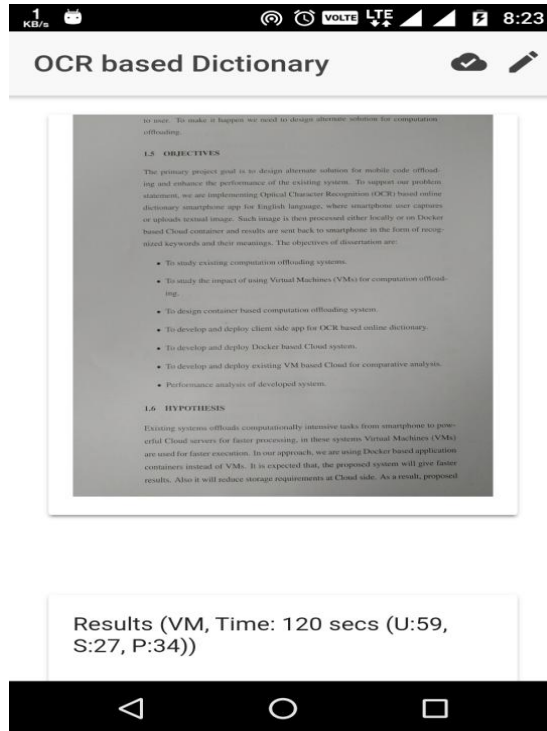 1
KB/s
VOLTE
LTE
8:23
OCR based Dictionary
to user. To make it happen we need to design alternate solution for computation
offloading.
1.5 OBJECTIVES
The primary project goal is to design alternate solution for mobile code offload-
ing and enhance the performance of the existing system. To support our problem
statement, we are implementing Optical Character Recognition (OCR) based online
dictionary smartphone app for English language, where smartphone user captures
or uploads textual image. Such image is then processed either locally or on Docker
based Cloud container and results are sent back to smartphone in the form of recog-
nized keywords and their meanings. The objectives of dissertation are:
• To study existing computation offloading systems.
• To study the impact of using Virtual Machines (VMs) for computation offload-
ing.
• To design container based computation offloading system.
• To develop and deploy client side app for OCR based online dictionary.
• To develop and deploy Docker based Cloud system.
• To develop and deploy existing VM based Cloud for comparative analysis.
• Performance analysis of developed system.
1.6 HYPOTHESIS
Existing systems offloads computationally intensive tasks from smartphone to pow-
erful Cloud servers for faster processing, in these systems Virtual Machines (VMs)
are used for faster execution. In our approach, we are using Docker based application
containers instead of VMs. It is expected that, the proposed system will give faster
results. Also it will reduce storage requirements at Cloud side. As a result, proposed
Results (VM, Time: 120 secs (U:59,
S:27, P:34))